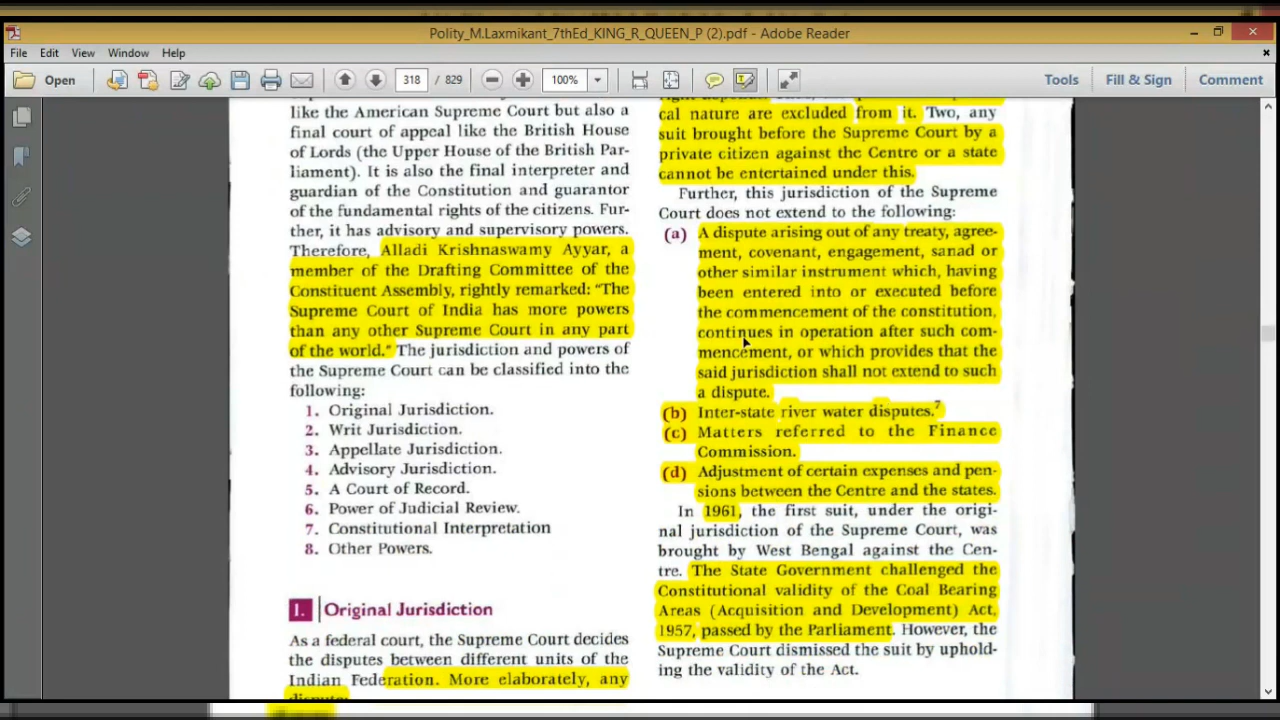 Polity_M.Laxmikant_7thEd_KING_R_QUEEN_P (2).pdf - Adobe Reader
File Edit View Window Help
Open 318 / 829 100% Tools Fill & Sign Comment
like the American Supreme Court but also a
final court of appeal like the British House
of Lords (the Upper House of the British Par-
liament). It is also the final interpreter and
guardian of the Constitution and guarantor
of the fundamental rights of the citizens. Fur-
ther, it has advisory and supervisory powers.
Therefore, Alladi Krishnaswamy Ayyar, a
member of the Drafting Committee of the
Constituent Assembly, rightly remarked: “The
Supreme Court of India has more powers
than any other Supreme Court in any part
of the world.” The jurisdiction and powers of
the Supreme Court can be classified into the
following:
1. Original Jurisdiction.
2. Writ Jurisdiction.
3. Appellate Jurisdiction.
4. Advisory Jurisdiction.
5. A Court of Record.
6. Power of Judicial Review.
7. Constitutional Interpretation
8. Other Powers.
I. Original Jurisdiction
As a federal court, the Supreme Court decides
the disputes between different units of the
Indian Federation. More elaborately, any
cal nature are excluded from it. Two, any
suit brought before the Supreme Court by a
private citizen against the Centre or a state
cannot be entertained under this.
Further, this jurisdiction of the Supreme
Court does not extend to the following:
(a) A dispute arising out of any treaty, agree-
ment, covenant, engagement, sanad or
other similar instrument which, having
been entered into or executed before
the commencement of the constitution,
continues in operation after such com-
mencement, or which provides that the
said jurisdiction shall not extend to such
a dispute.
(b) Inter-state river water disputes.7
(c) Matters referred to the Finance
Commission.
(d) Adjustment of certain expenses and pen-
sions between the Centre and the states.
In 1961, the first suit, under the origi-
nal jurisdiction of the Supreme Court, was
brought by West Bengal against the Cen-
tre. The State Government challenged the
Constitutional validity of the Coal Bearing
Areas (Acquisition and Development) Act,
1957, passed by the Parliament. However, the
Supreme Court dismissed the suit by uphold-
ing the validity of the Act.